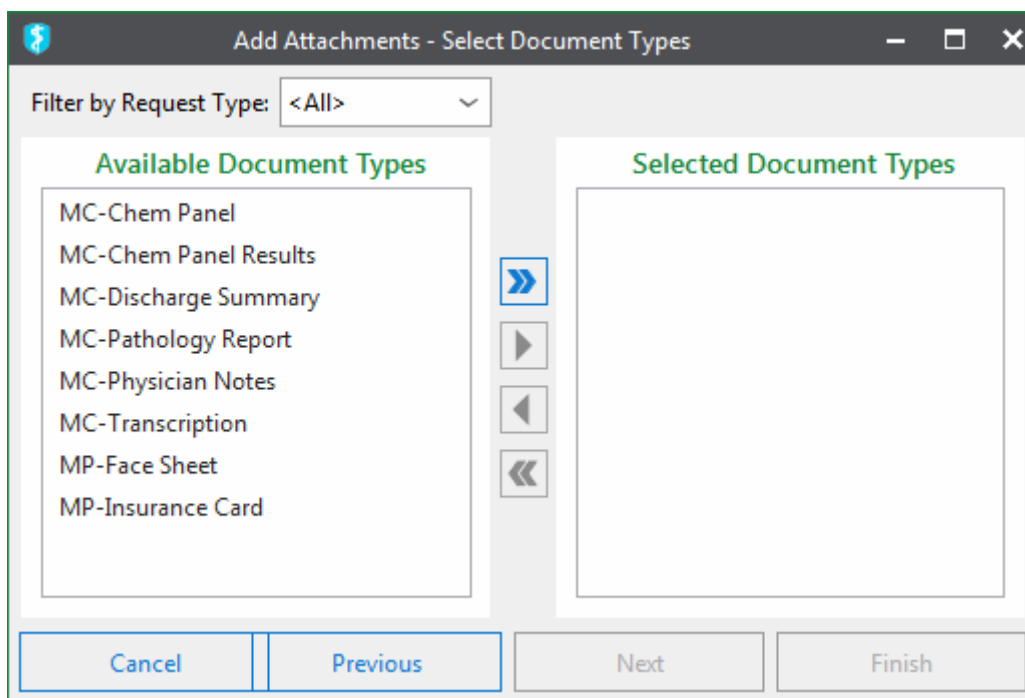 Add Attachments - Select Document Types
Filter by Request Type: <All>
Available Document Types
MC-Chem Panel
MC-Chem Panel Results
MC-Discharge Summary
MC-Pathology Report
MC-Physician Notes
MC-Transcription
MP-Face Sheet
MP-Insurance Card
Selected Document Types
Cancel Previous Next Finish